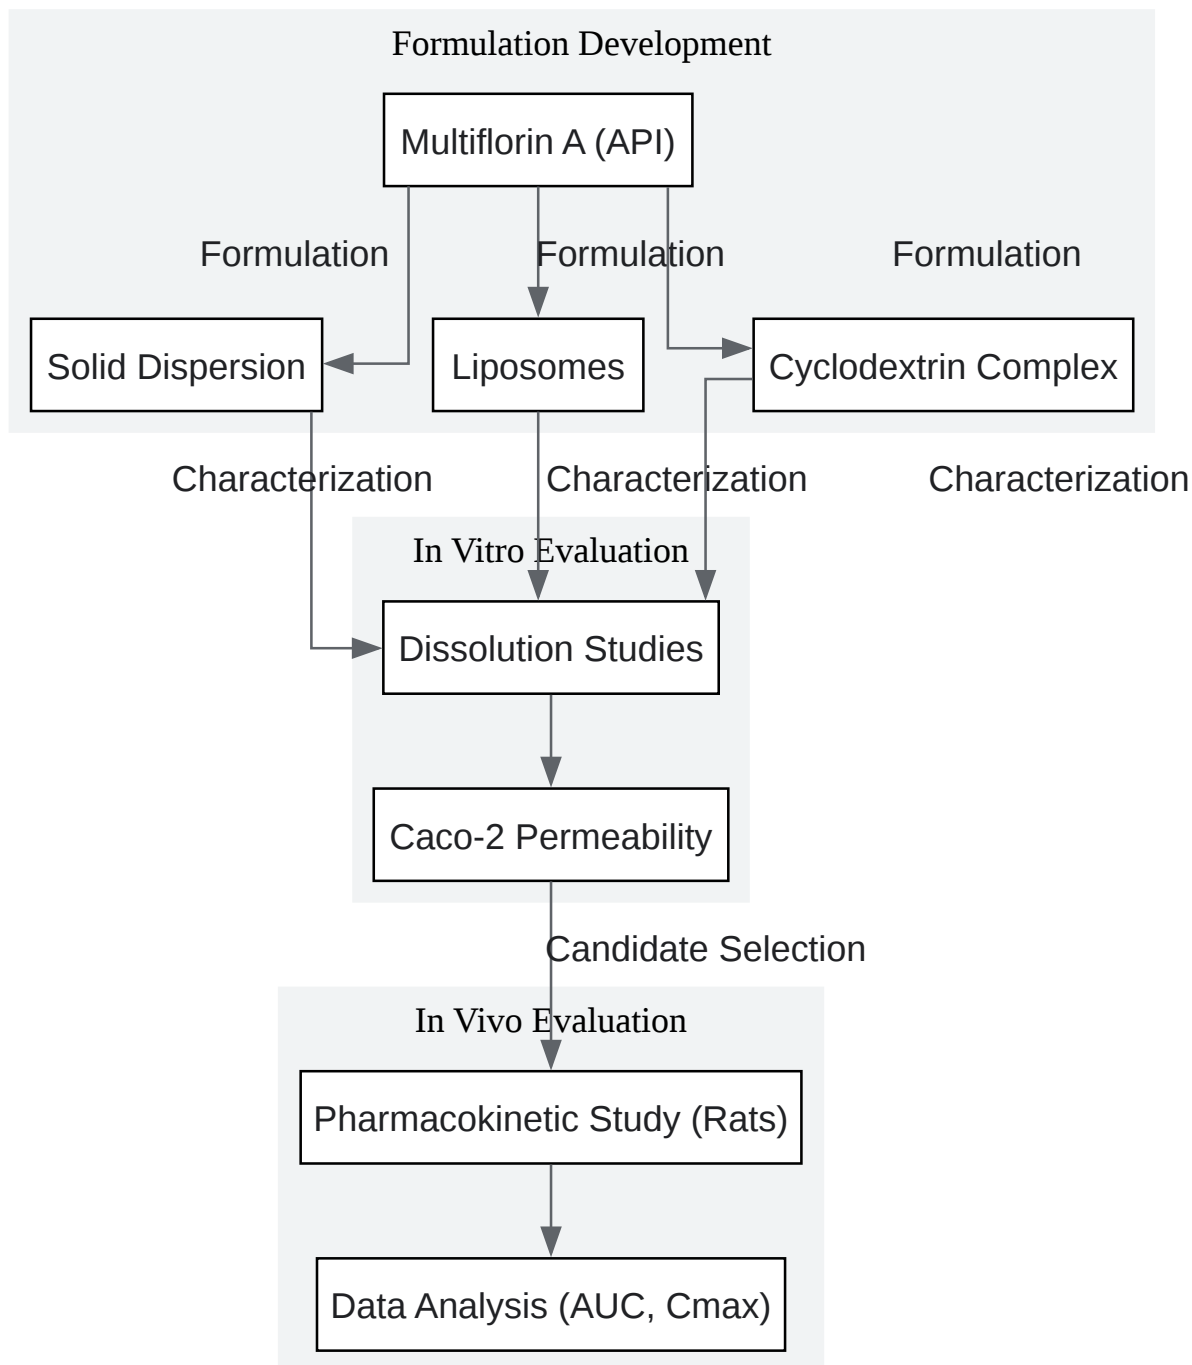 Formulation Development
Multiflorin A (API)
Formulation
Formulation
Formulation
Solid Dispersion
Liposomes
Cyclodextrin Complex
Characterization
Characterization
Characterization
In Vitro Evaluation
Dissolution Studies
Caco-2 Permeability
Candidate Selection
In Vivo Evaluation
Pharmacokinetic Study (Rats)
Data Analysis (AUC, Cmax)